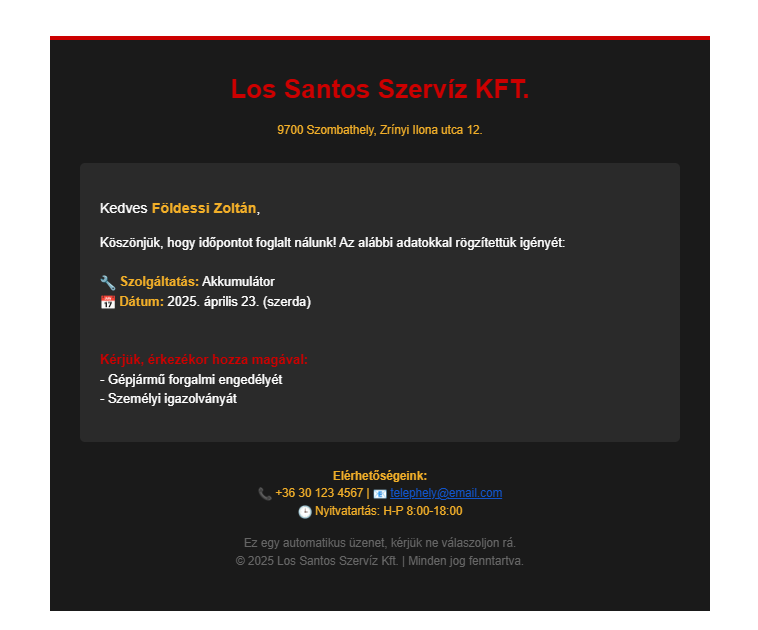 Los Santos Szervíz KFT.
9700 Szombathely, Zrínyi Ilona utca 12.
Kedves Földessi Zoltán,
Köszönjük, hogy időpontot foglalt nálunk! Az alábbi adatokkal rögzítettük igényét:
🔧 Szolgáltatás: Akkumulátor
📅 Dátum: 2025. április 23. (szerda)
Kérjük, érkezékor hozza magával:
- Gépjármű forgalmi engedélyét
- Személyi igazolványát
Elérhetőségeink:
📞 +36 30 123 4567 | 📧 telephely@email.com
🕒 Nyitvatartás: H-P 8:00-18:00
Ez egy automatikus üzenet, kérjük ne válaszoljon rá.
© 2025 Los Santos Szervíz Kft. | Minden jog fenntartva.